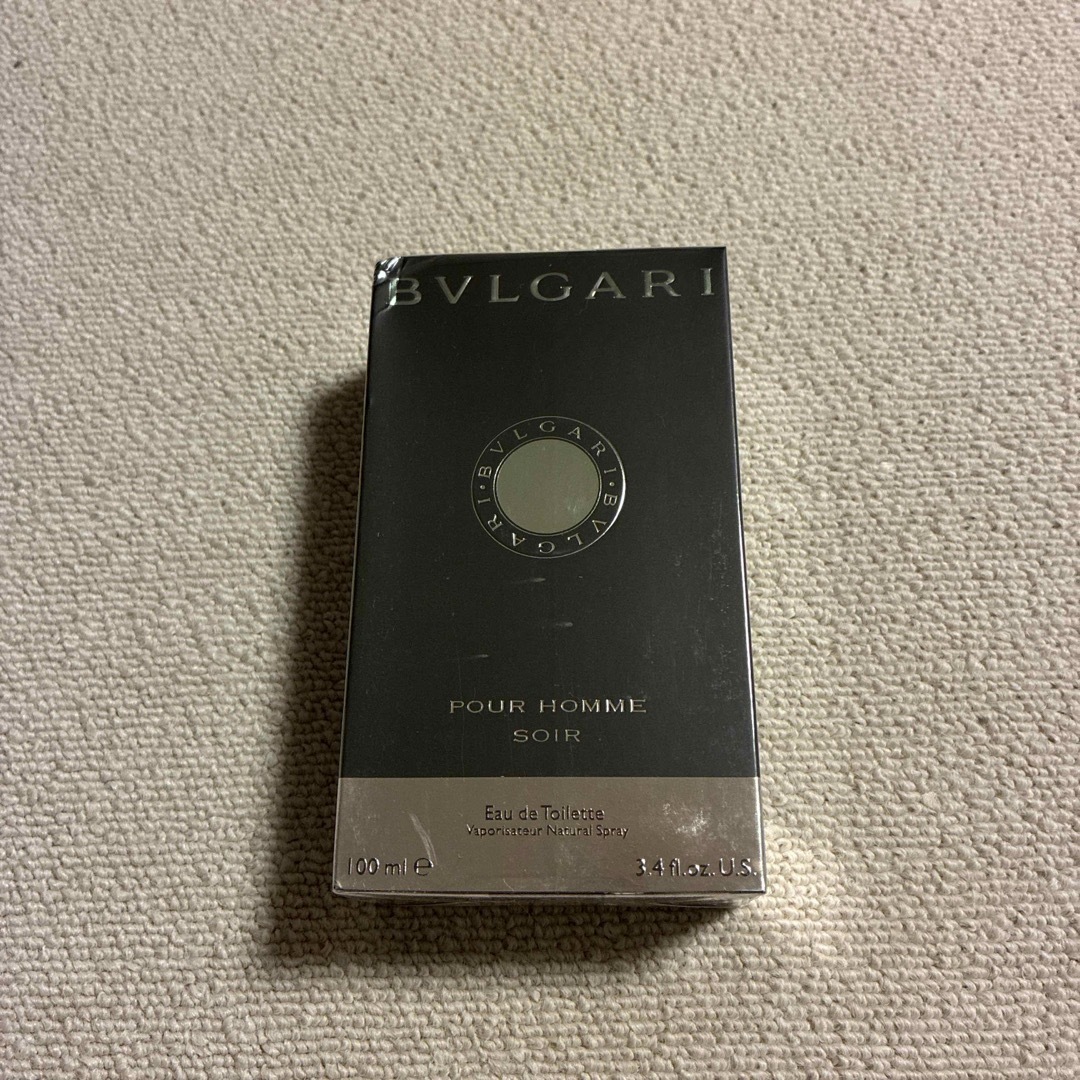 BVLGARI
BVLGARI · BVLGARI ·
POUR HOMME
SOIR
Eau de Toilette
Vaporisateur Natural Spray
100 ml ℮ 3.4 fl.oz. U.S.